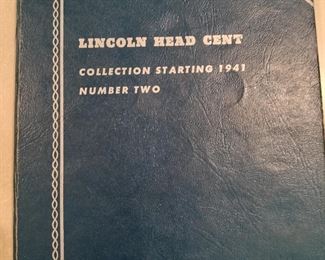 LINCOLN HEAD CENT
COLLECTION STARTING 1941
NUMBER TWO